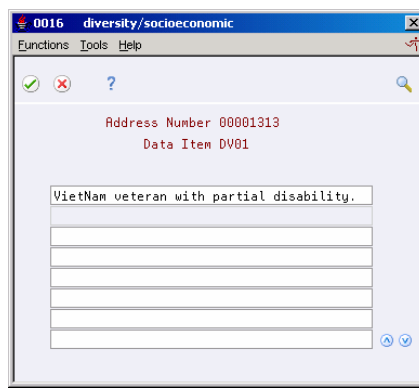 0016 diversity/socioeconomic
Functions Tools Help
?
Address Number 00001313
Data Item DV01
VietNam veteran with partial disability.